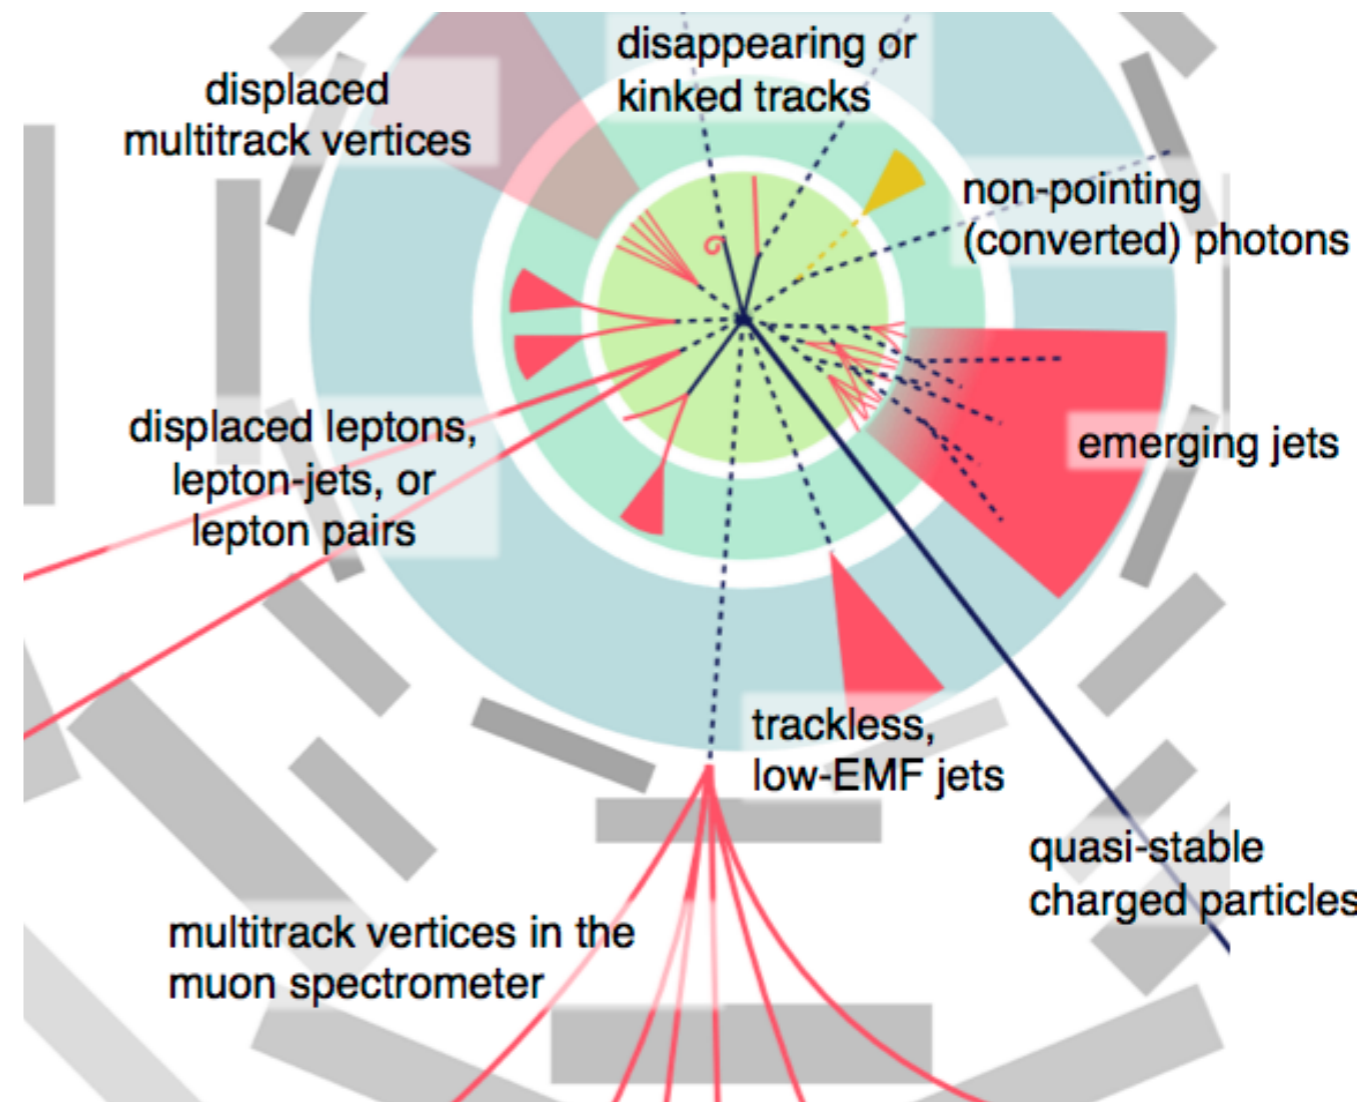 disappearing or
kinked tracks
displaced
multitrack vertices
non-pointing
(converted) photons
displaced leptons,
lepton-jets, or
lepton pairs
emerging jets
trackless,
low-EMF jets
quasi-stable
charged particles
multitrack vertices in the
muon spectrometer